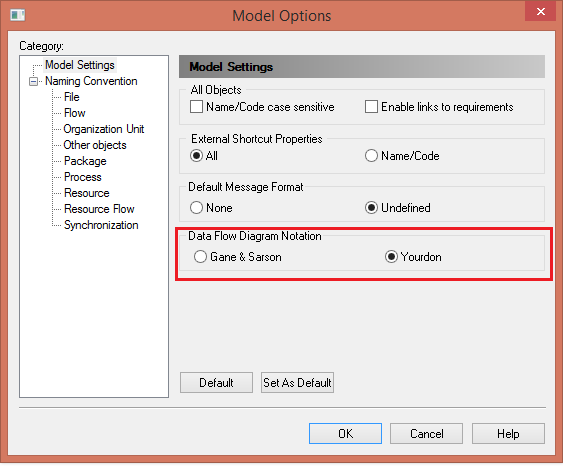 Model Options
Category:
Model Settings
Naming Convention
File
Flow
Organization Unit
Other objects
Package
Process
Resource
Resource Flow
Synchronization
Model Settings
All Objects
Name/Code case sensitive
Enable links to requirements
External Shortcut Properties
All
Name/Code
Default Message Format
None
Undefined
Data Flow Diagram Notation
Gane & Sarson
Yourdon
Default
Set As Default
OK
Cancel
Help